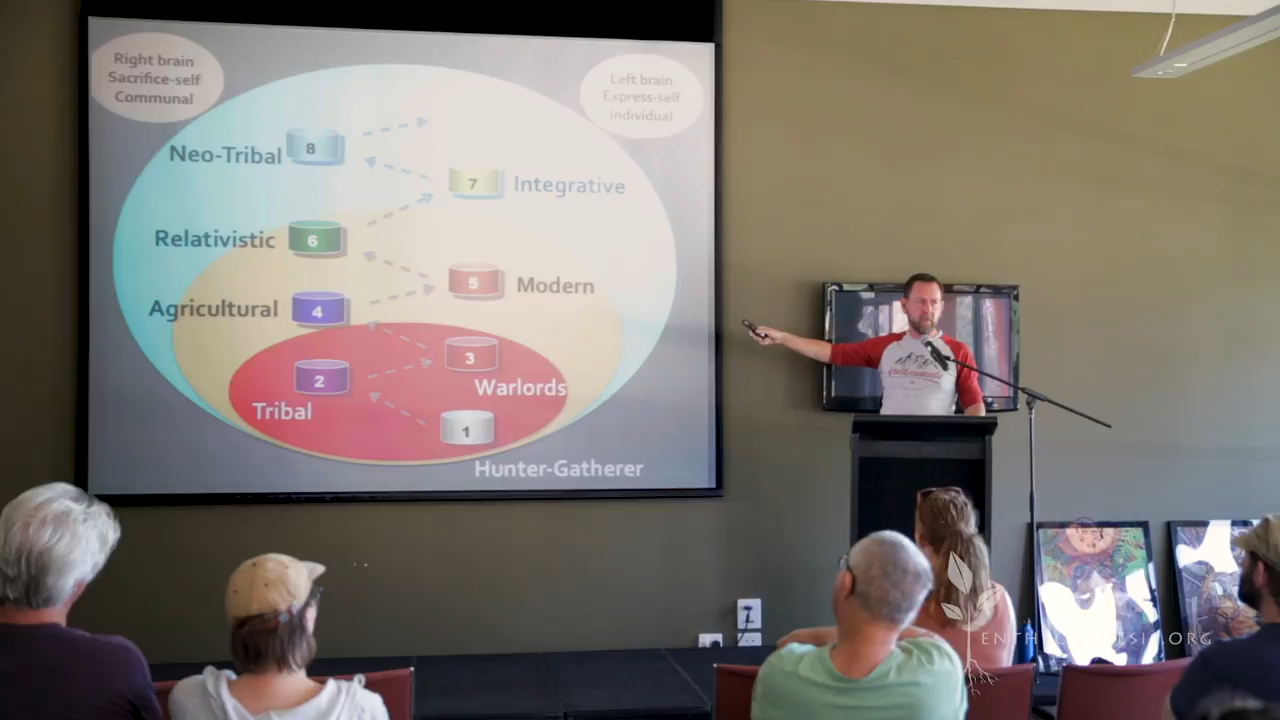 Right brain
Sacrifice-self
Communal
Left brain
Express-self
Individual
Neo-Tribal
8
7
Integrative
Relativistic
6
5
Modern
Agricultural
4
3
Warlords
2
Tribal
1
Hunter-Gatherer